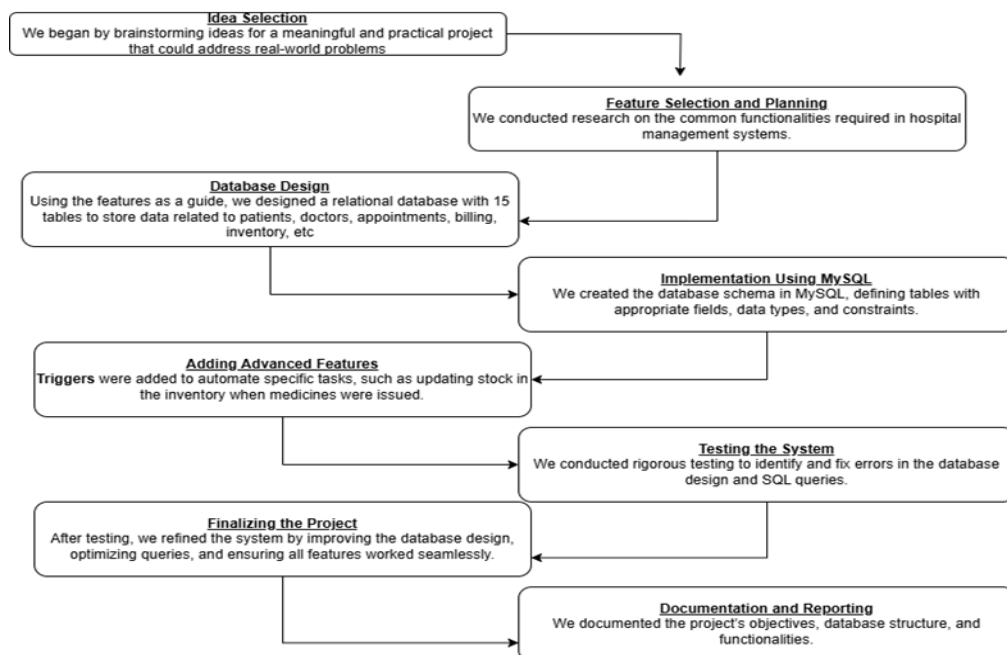 Idea Selection
We began by brainstorming ideas for a meaningful and practical project
that could address real-world problems
Feature Selection and Planning
We conducted research on the common functionalities required in hospital
management systems.
Database Design
Using the features as a guide, we designed a relational database with 15
tables to store data related to patients, doctors, appointments, billing,
inventory, etc
Implementation Using MySQL
We created the database schema in MySQL, defining tables with
appropriate fields, data types, and constraints.
Adding Advanced Features
Triggers were added to automate specific tasks, such as updating stock in
the inventory when medicines were issued.
Testing the System
We conducted rigorous testing to identify and fix errors in the database
design and SQL queries.
Finalizing the Project
After testing, we refined the system by improving the database design,
optimizing queries, and ensuring all features worked seamlessly.
Documentation and Reporting
We documented the project's objectives, database structure, and
functionalities.